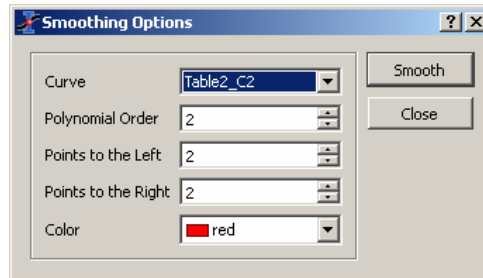 Smoothing Options
Curve Table2_C2 Smooth
Polynomial Order 2 Close
Points to the Left 2
Points to the Right 2
Color red